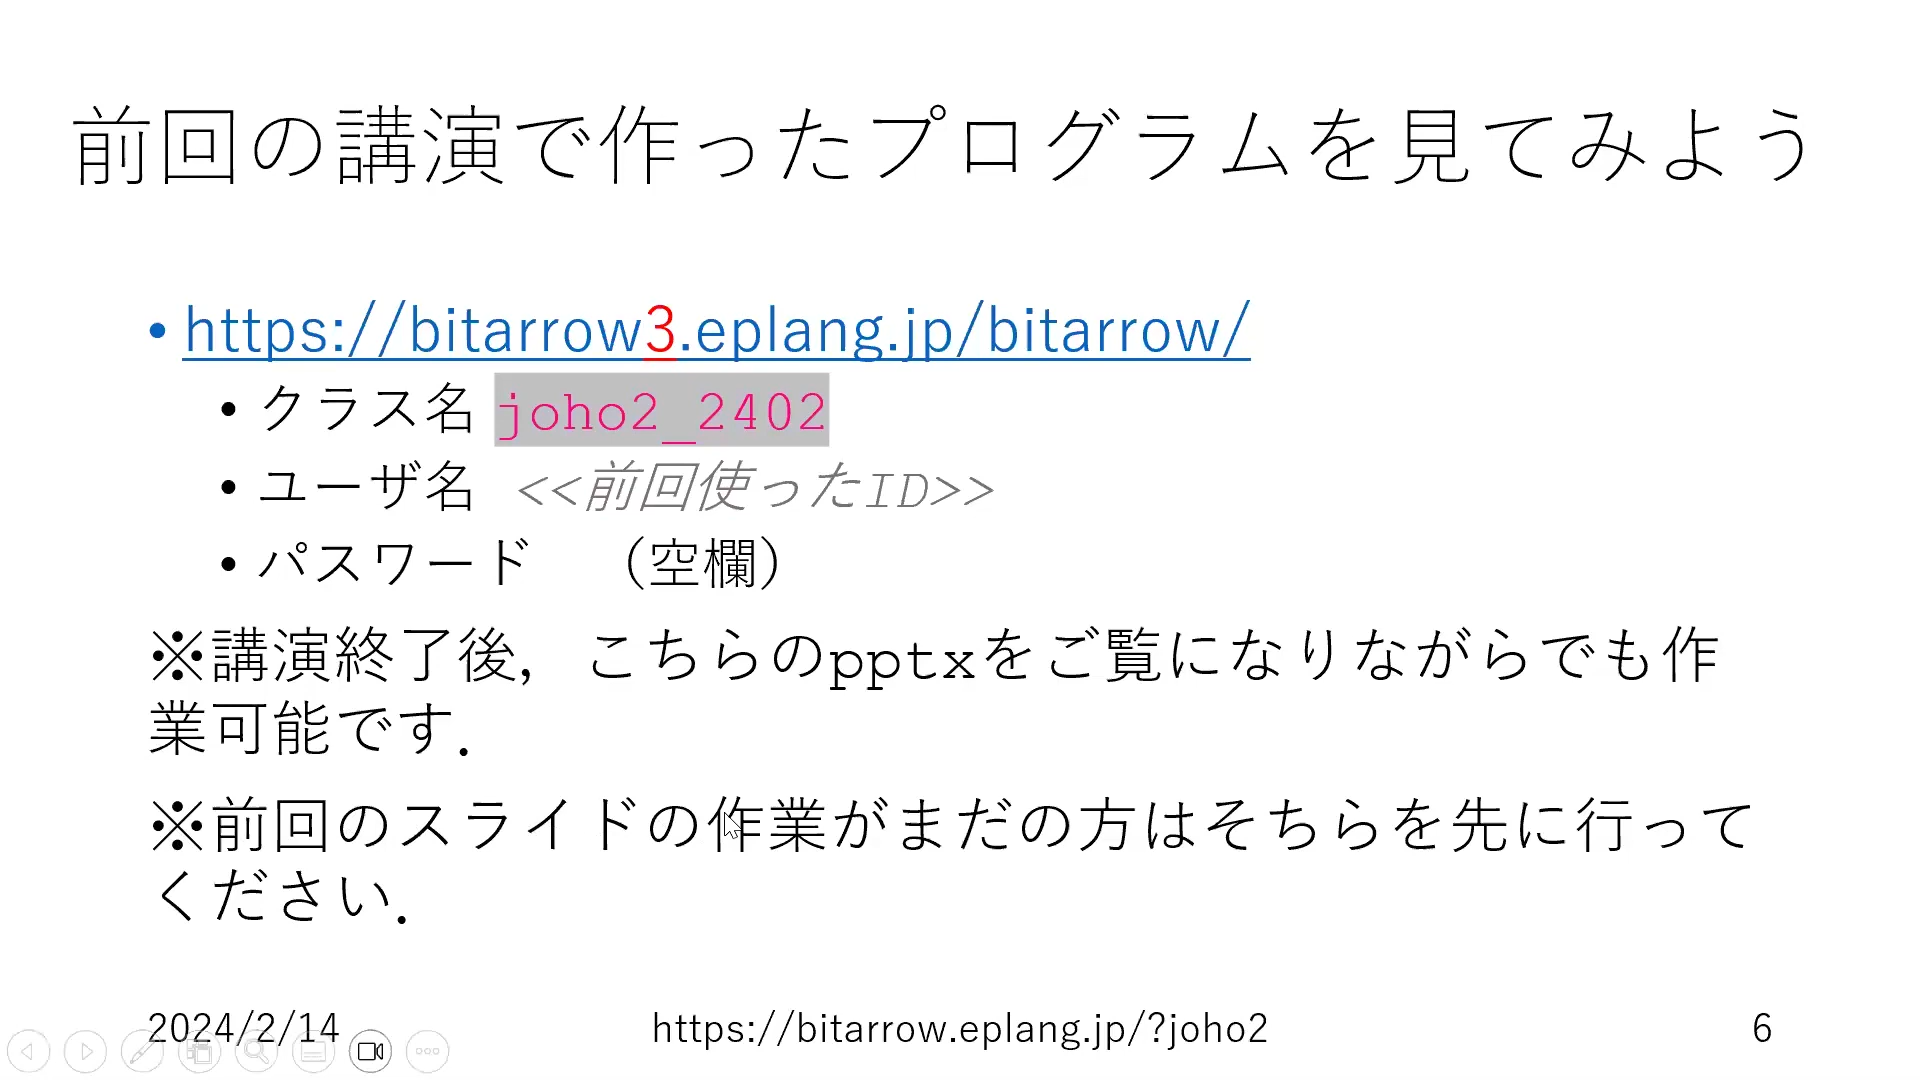 前回の講演で作ったプログラムを見てみよう
• https://bitarrow3.eplang.jp/bitarrow/
• クラス名 joho2_2402
• ユーザ名 <<前回使ったID>>
• パスワード （空欄）
※講演終了後，こちらのpptxをご覧になりながらでも作
業可能です．
※前回のスライドの作業がまだの方はそちらを先に行って
ください．
2024/2/14 https://bitarrow.eplang.jp/?joho2 6